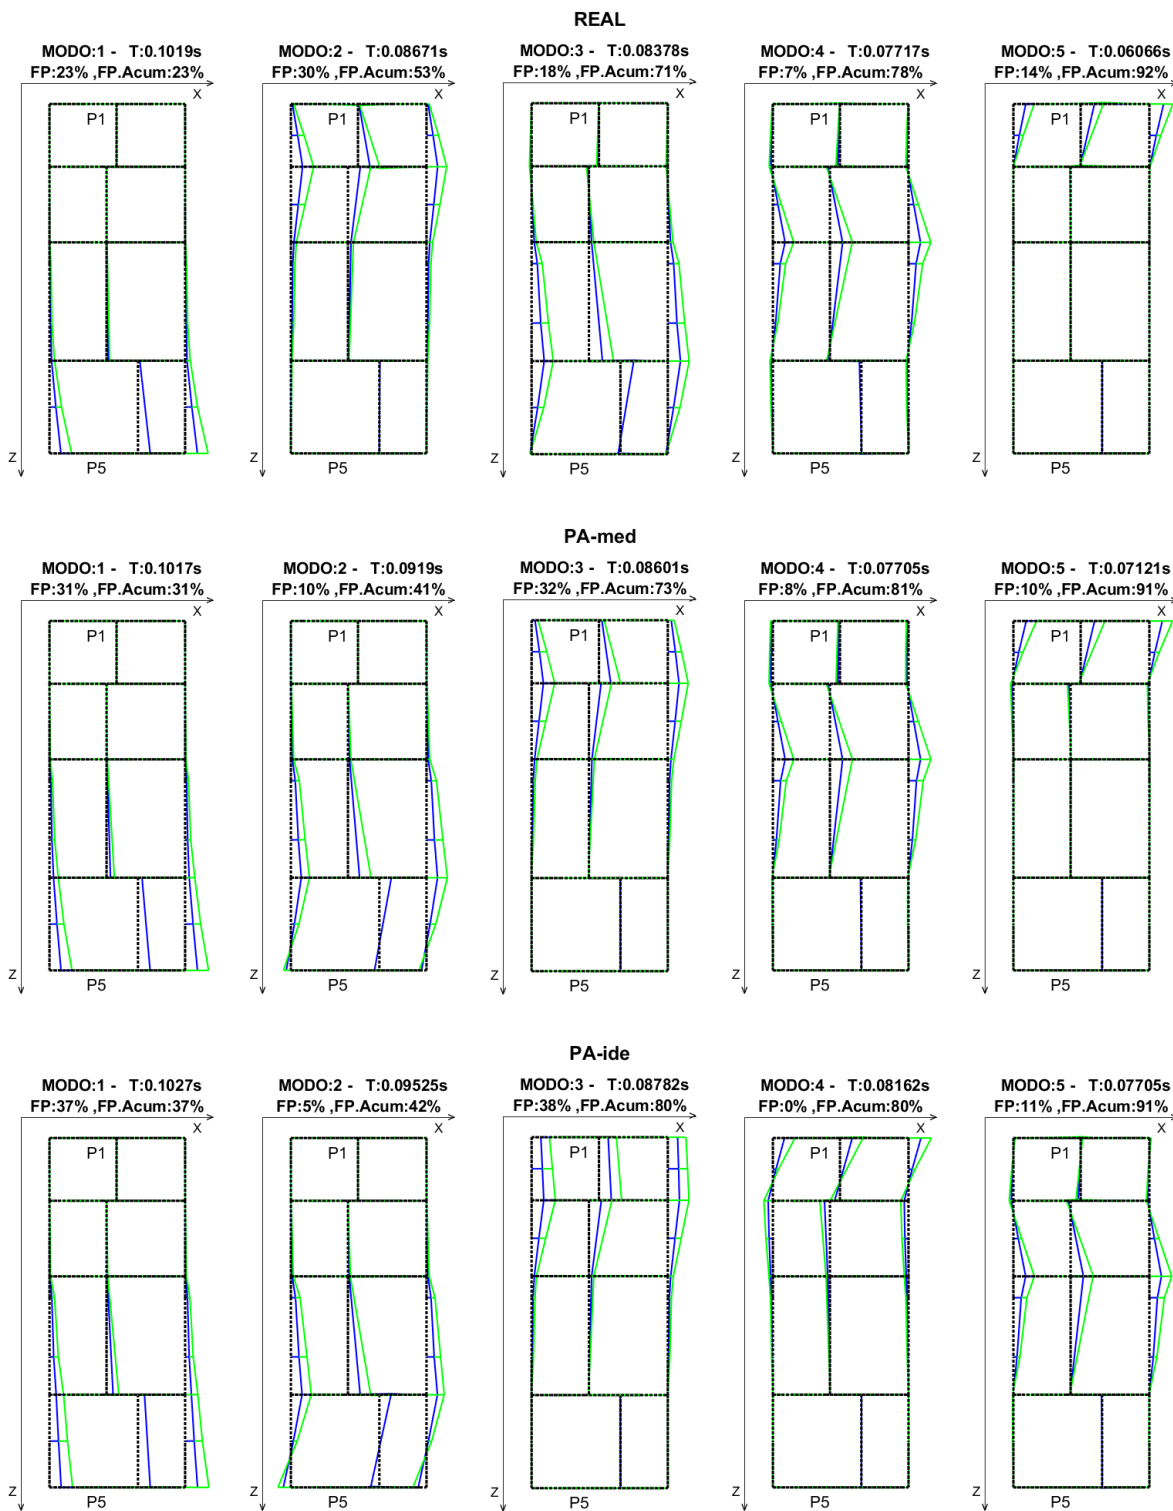 REAL
MODO:1 - T:0.1019s
FP:23% ,FP.Acum:23%
X
P1
Z
P5
MODO:2 - T:0.08671s
FP:30% ,FP.Acum:53%
X
P1
Z
MODO:3 - T:0.08378s
FP:18% ,FP.Acum:71%
X
P1
Z
P5
MODO:4 - T:0.07717s
FP:7% ,FP.Acum:78%
X
P1
Z
MODO:5 - T:0.06066s
FP:14% ,FP.Acum:92%
X
P1
Z
P5
PA-med
MODO:1 - T:0.1017s
FP:31% ,FP.Acum:31%
X
P1
Z
P5
MODO:2 - T:0.0919s
FP:10% ,FP.Acum:41%
X
P1
Z
P5
MODO:3 - T:0.08601s
FP:32% ,FP.Acum:73%
X
P1
Z
P5
MODO:4 - T:0.07705s
FP:8% ,FP.Acum:81%
X
P1
Z
P5
MODO:5 - T:0.07121s
FP:10% ,FP.Acum:91%
X
P1
Z
P5
PA-ide
MODO:1 - T:0.1027s
FP:37% ,FP.Acum:37%
X
P1
Z
P5
MODO:2 - T:0.09525s
FP:5% ,FP.Acum:42%
X
P1
Z
P5
MODO:3 - T:0.08782s
FP:38% ,FP.Acum:80%
X
P1
Z
P5
MODO:4 - T:0.08162s
FP:0% ,FP.Acum:80%
X
P1
Z
P5
MODO:5 - T:0.07705s
FP:11% ,FP.Acum:91%
X
P1
Z
P5